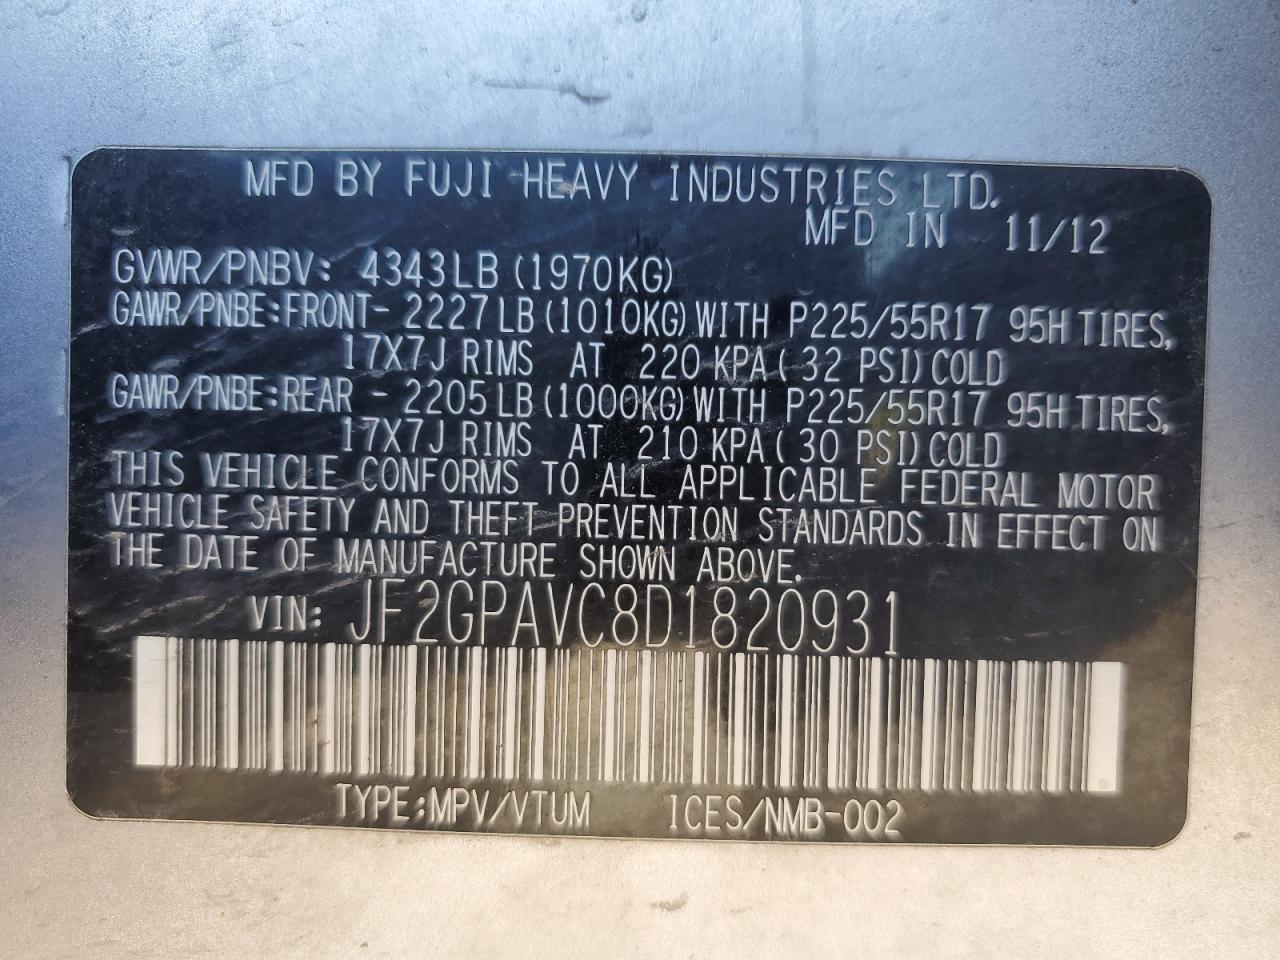 MFD BY FUJI HEAVY INDUSTRIES LTD.
MFD IN 11/12
GVWR/PNBV: 4343LB (1970KG)
GAWR/PNBE:FRONT- 2227LB (1010KG) WITH P225/55R17 95H TIRES,
17X7J RIMS AT 220 KPA( 32 PSI) COLD
GAWR/PNBE:REAR - 2205LB (1000KG) WITH P225/55R17 95H TIRES,
17X7J RIMS AT 210 KPA( 30 PSI) COLD
THIS VEHICLE CONFORMS TO ALL APPLICABLE FEDERAL MOTOR
VEHICLE SAFETY AND THEFT PREVENTION STANDARDS IN EFFECT ON
THE DATE OF MANUFACTURE SHOWN ABOVE.
VIN: JF2GPAVC8D1820931
TYPE:MPV/VTUM ICES/NMB-002